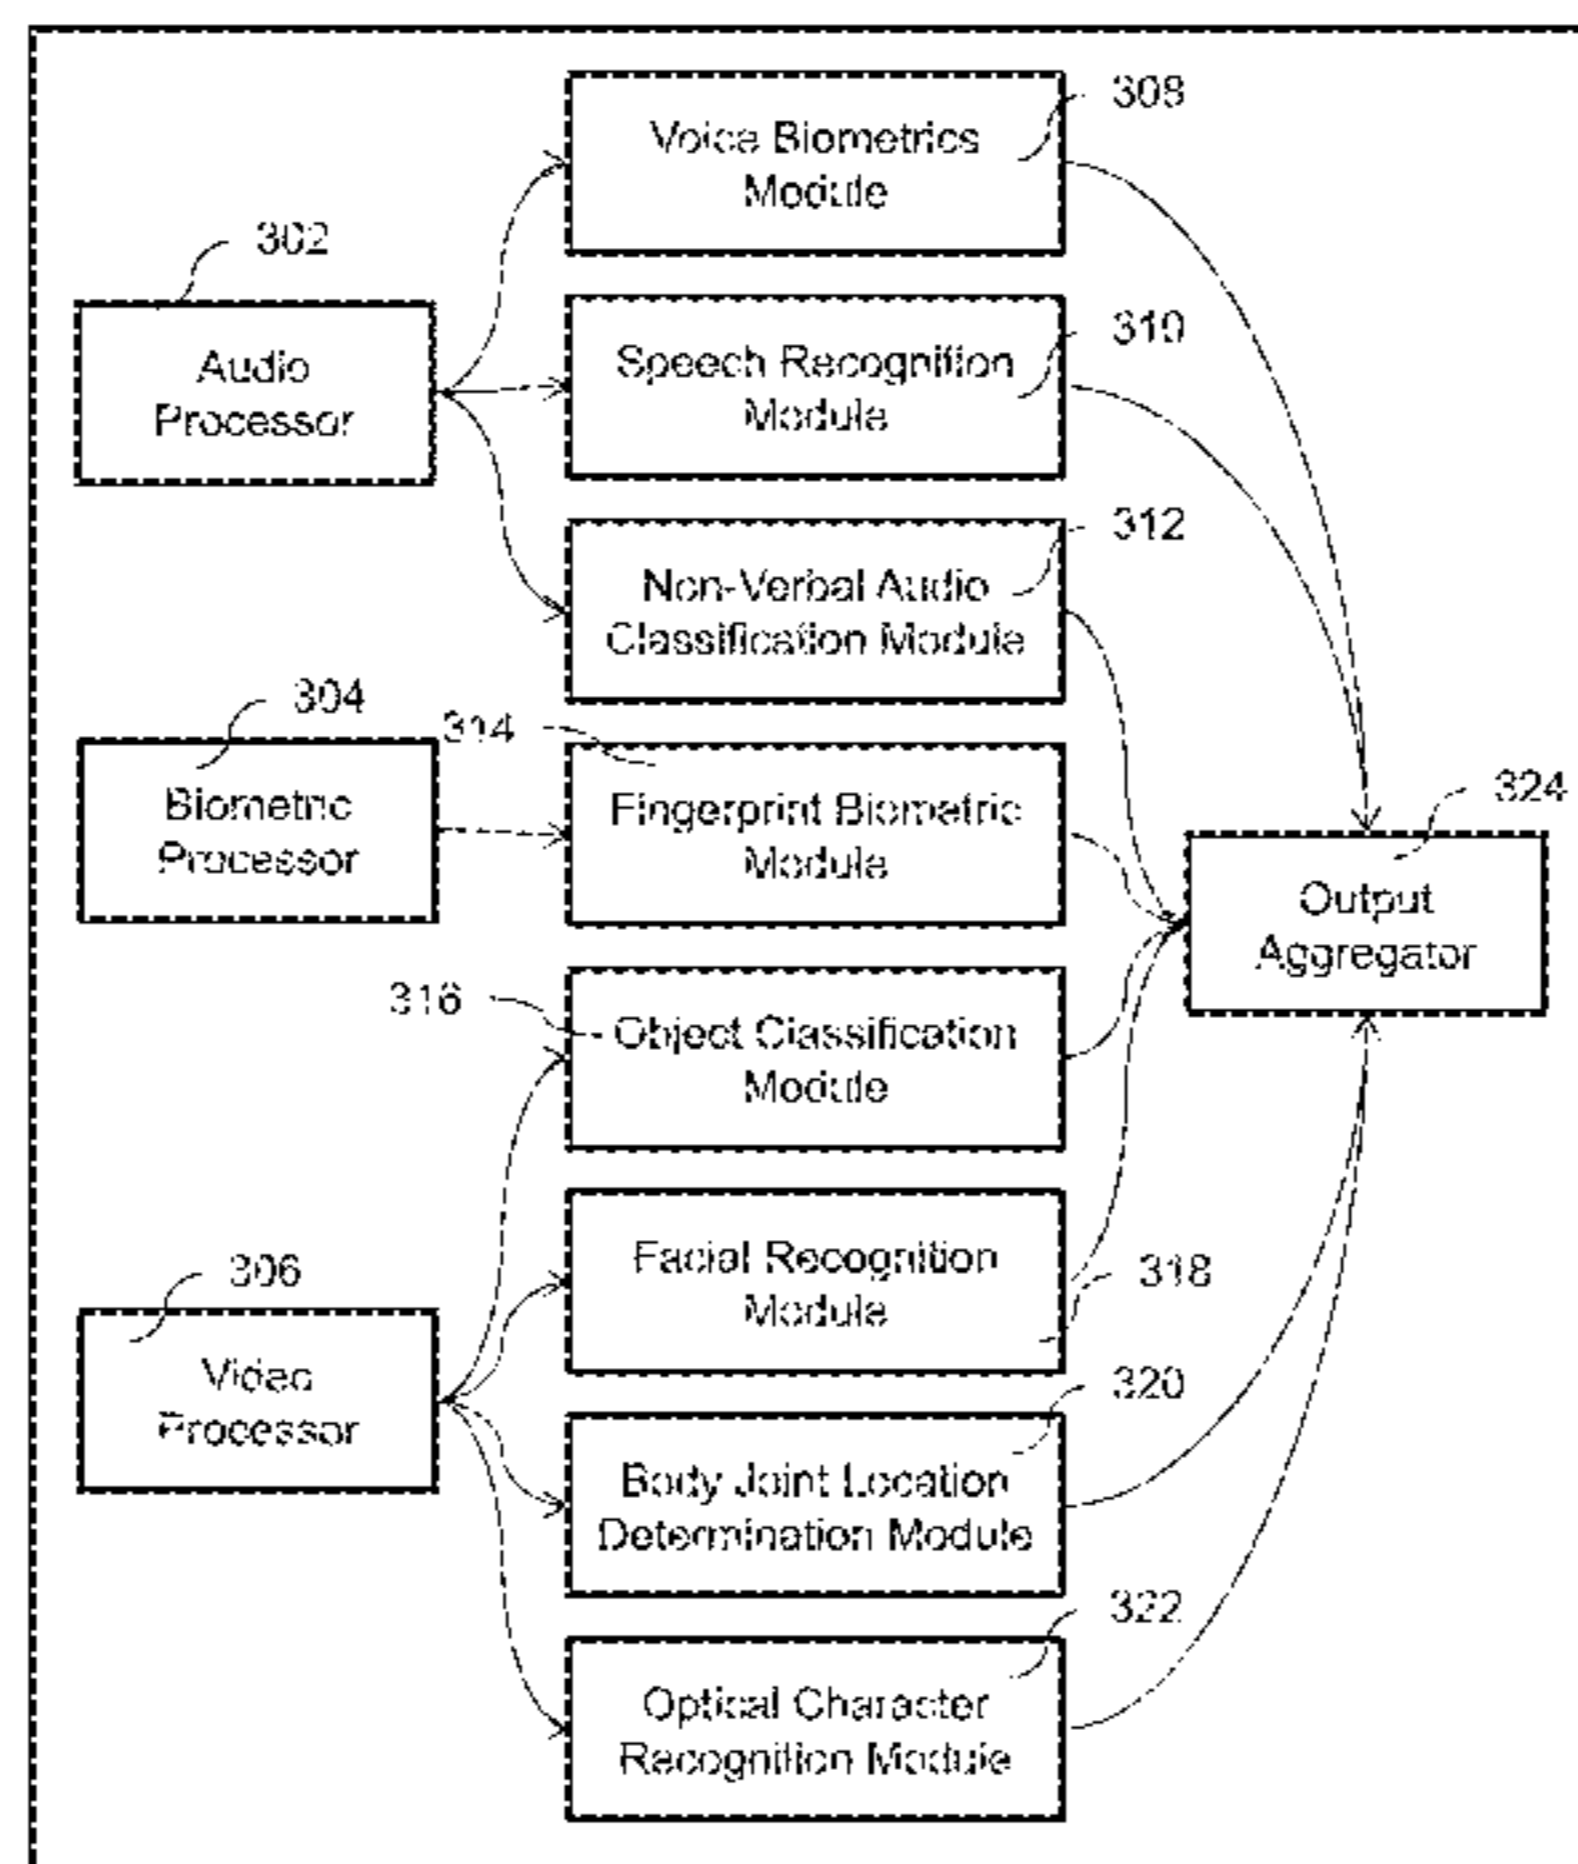 308
Voice Biometrics
Module
302
310
Audio
Processor
Speech Recognition
Module
312
Non-Verbal Audio
Classification Module
304
314
Biometric
Processor
Fingerprint Biometric
Module
324
Output
Aggregator
316
Object Classification
Module
306
Facial Recognition
Module
318
Video
Processor
320
Body Joint Location
Determination Module
322
Optical Character
Recognition Module